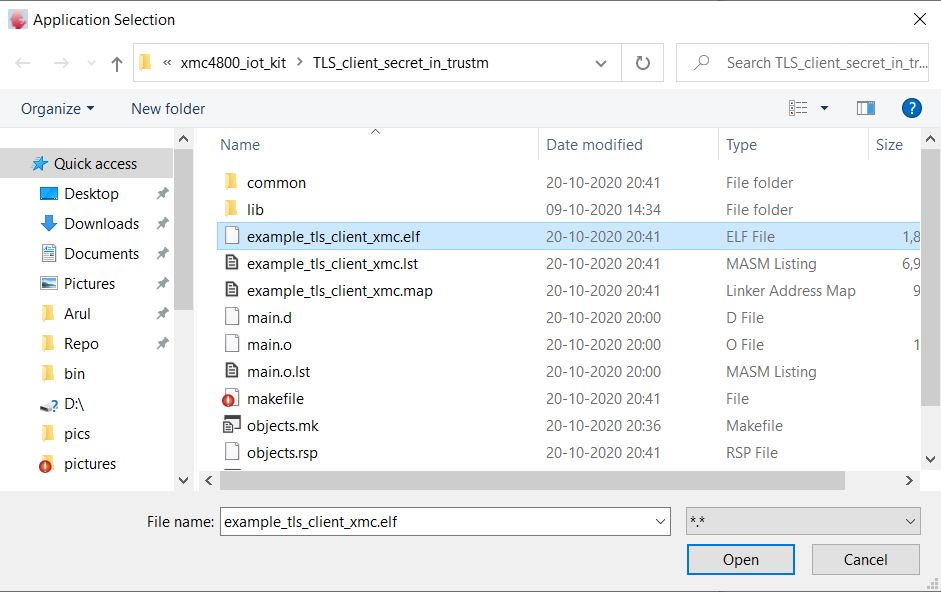 Application Selection
« xmc4800_iot_kit > TLS_client_secret_in_trustm
Search TLS_client_secret_in_tr...
Organize
New folder
?
Name Date modified Type Size
Quick access
Desktop
Downloads
Documents
Pictures
Arul
Repo
bin
D:\
pics
pictures
common 20-10-2020 20:41 File folder
lib 09-10-2020 14:34 File folder
example_tls_client_xmc.elf 20-10-2020 20:41 ELF File 1,8
example_tls_client_xmc.lst 20-10-2020 20:41 MASM Listing 6,9
example_tls_client_xmc.map 20-10-2020 20:41 Linker Address Map 9
main.d 20-10-2020 20:00 D File
main.o 20-10-2020 20:00 O File 1
main.o.lst 20-10-2020 20:00 MASM Listing
makefile 20-10-2020 20:41 File
objects.mk 20-10-2020 20:36 Makefile
objects.rsp 20-10-2020 20:41 RSP File
File name: example_tls_client_xmc.elf
*.*
Open
Cancel